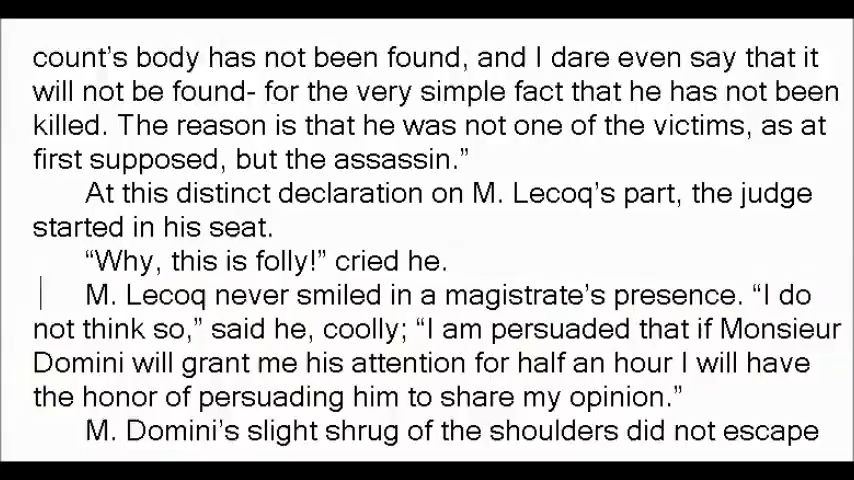 count’s body has not been found, and I dare even say that it
will not be found- for the very simple fact that he has not been
killed. The reason is that he was not one of the victims, as at
first supposed, but the assassin.”
At this distinct declaration on M. Lecoq’s part, the judge
started in his seat.
“Why, this is folly!” cried he.
M. Lecoq never smiled in a magistrate’s presence. “I do
not think so,” said he, coolly; “I am persuaded that if Monsieur
Domini will grant me his attention for half an hour I will have
the honor of persuading him to share my opinion.”
M. Domini’s slight shrug of the shoulders did not escape